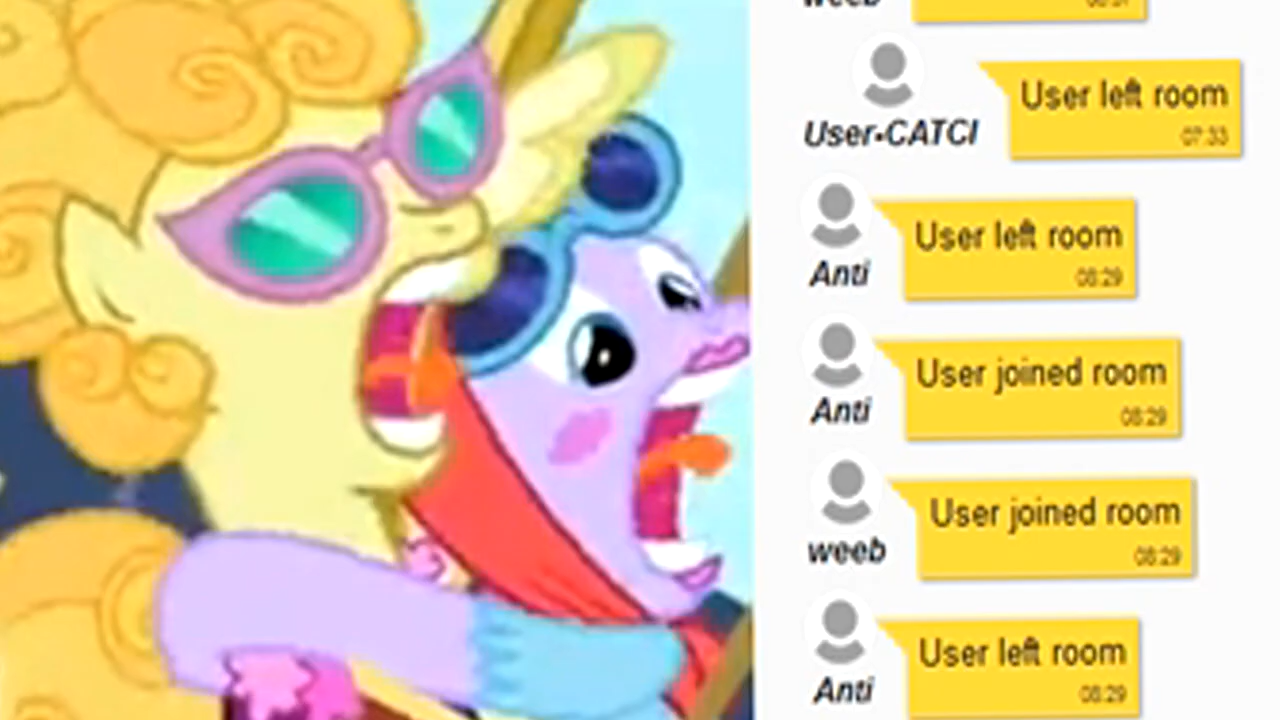 weeb
User left room
07:33
User-CATCI
User left room
08:29
Anti
User joined room
08:29
Anti
User joined room
08:29
weeb
User left room
08:29
Anti